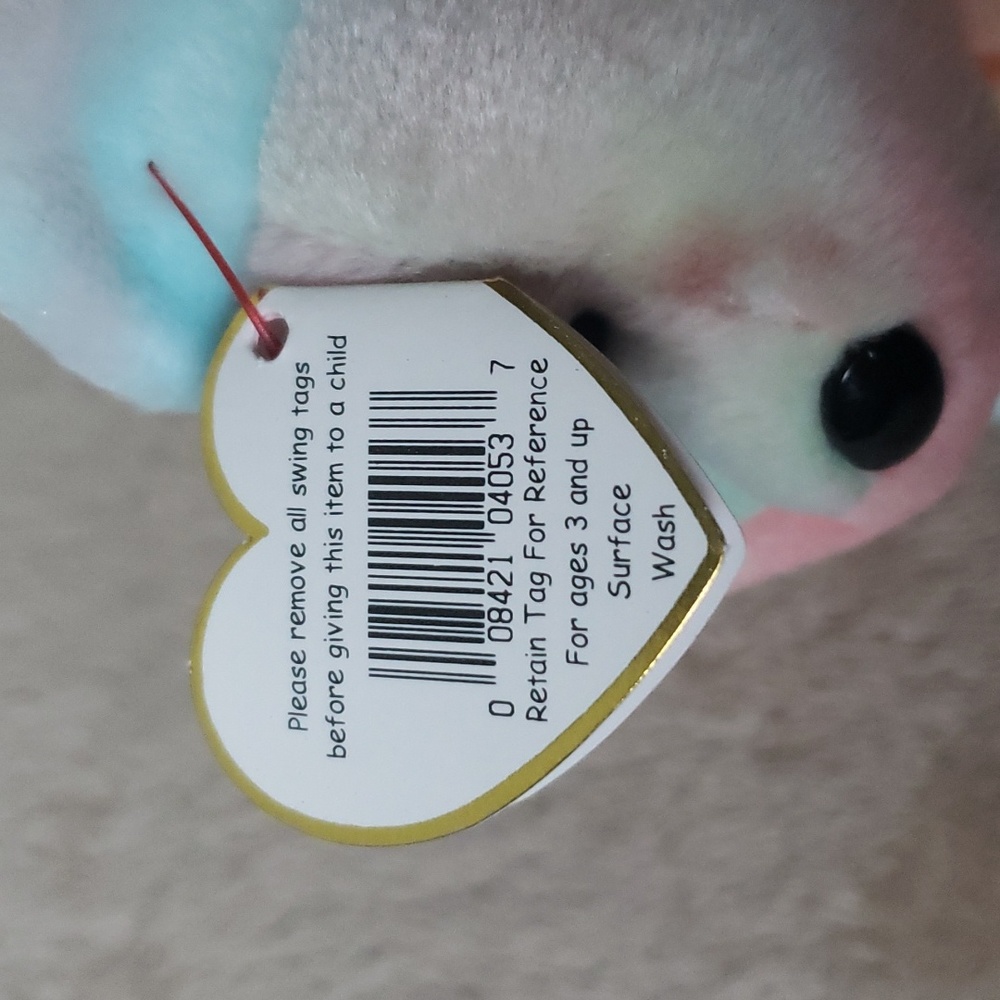 Please remove all swing tags
before giving this item to a child
0 08421 04053 7
Retain Tag For Reference
For ages 3 and up
Surface
Wash